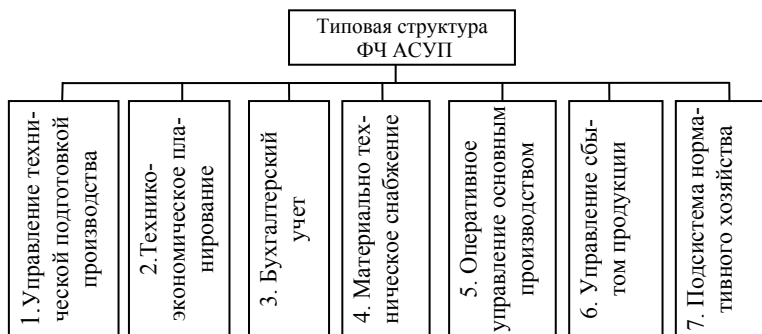 Типовая структура
ФЧ АСУП
1.Управление техни-
ческой подготовкой
производства
2.Технико-
экономическое пла-
нирование
3. Бухгалтерский
учет
4. Материально тех-
ническое снабжение
5. Оперативное
управление основным
производством
6. Управление сбы-
том продукции
7. Подсистема норма-
тивного хозяйства